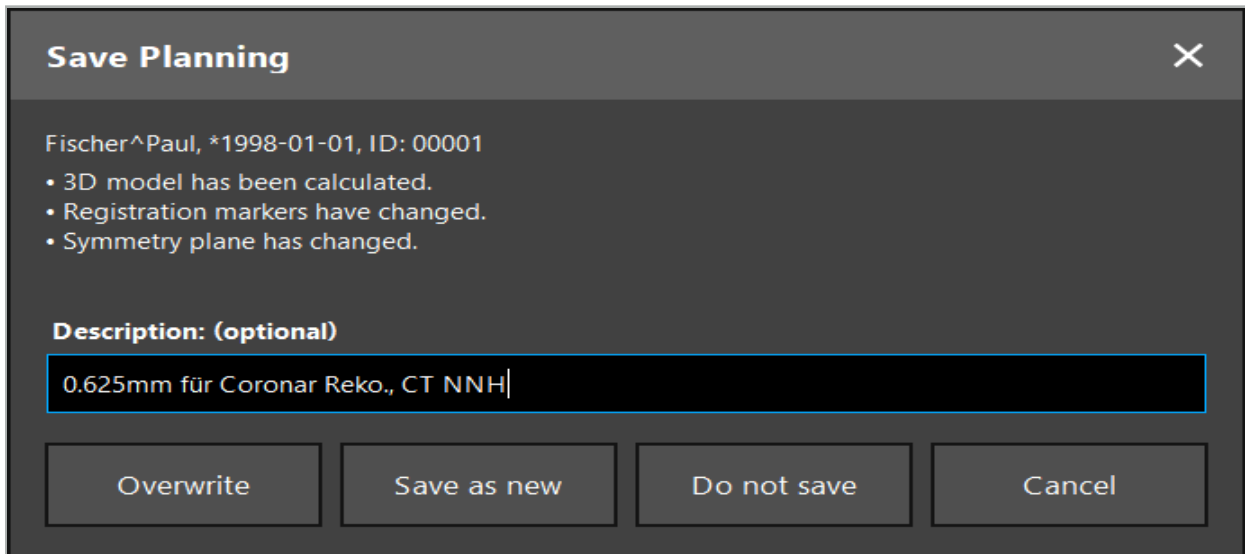 Save Planning
Fischer^Paul, *1998-01-01, ID: 00001
• 3D model has been calculated.
• Registration markers have changed.
• Symmetry plane has changed.
Description: (optional)
0.625mm für Coronar Reko., CT NNH
Overwrite Save as new Do not save Cancel